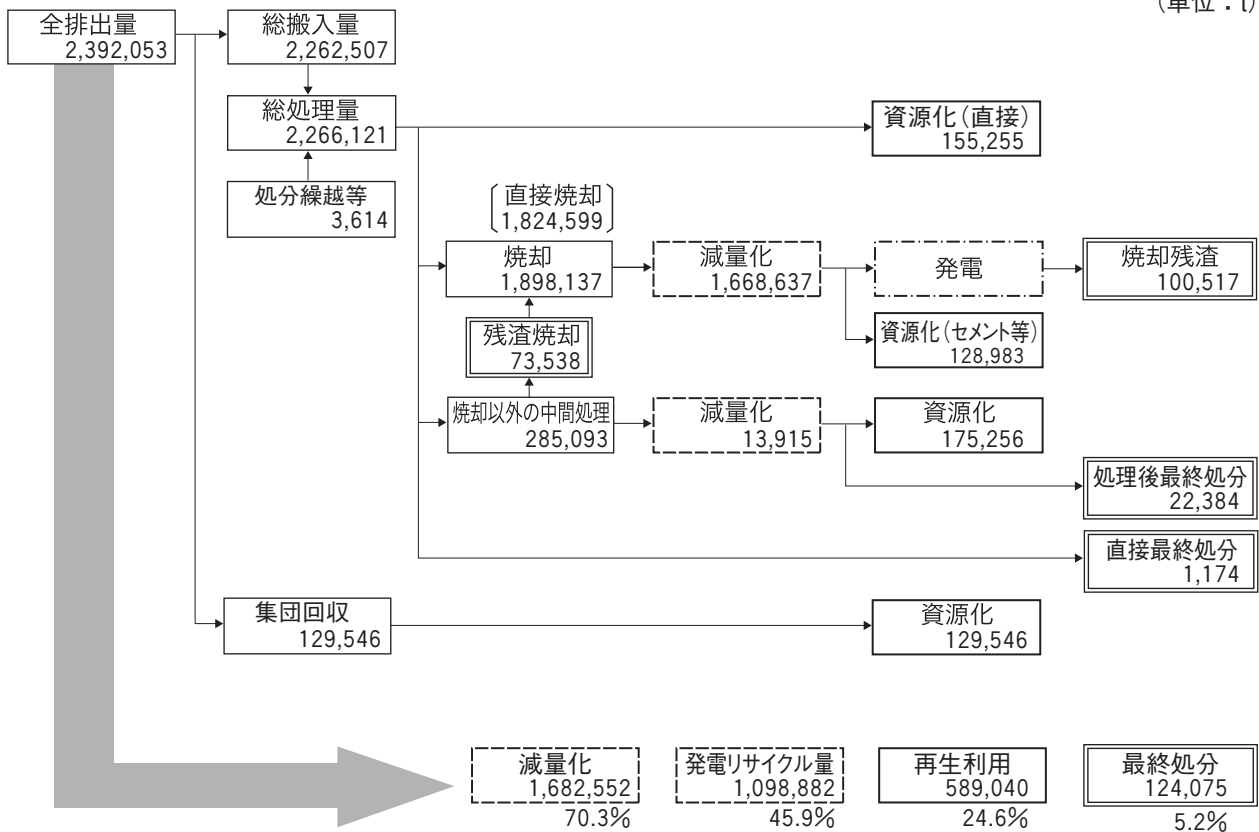 （単位：t）
全排出量
2,392,053
総搬入量
2,262,507
総処理量
2,266,121
資源化（直接）
155,255
処分繰越等
3,614
直接焼却
1,824,599
焼却
1,898,137
減量化
1,668,637
発電
焼却残渣
100,517
残渣焼却
73,538
資源化（セメント等）
128,983
焼却以外の中間処理
285,093
減量化
13,915
資源化
175,256
処理後最終処分
22,384
直接最終処分
1,174
集団回収
129,546
資源化
129,546
減量化
1,682,552
70.3%
発電リサイクル量
1,098,882
45.9%
再生利用
589,040
24.6%
最終処分
124,075
5.2%